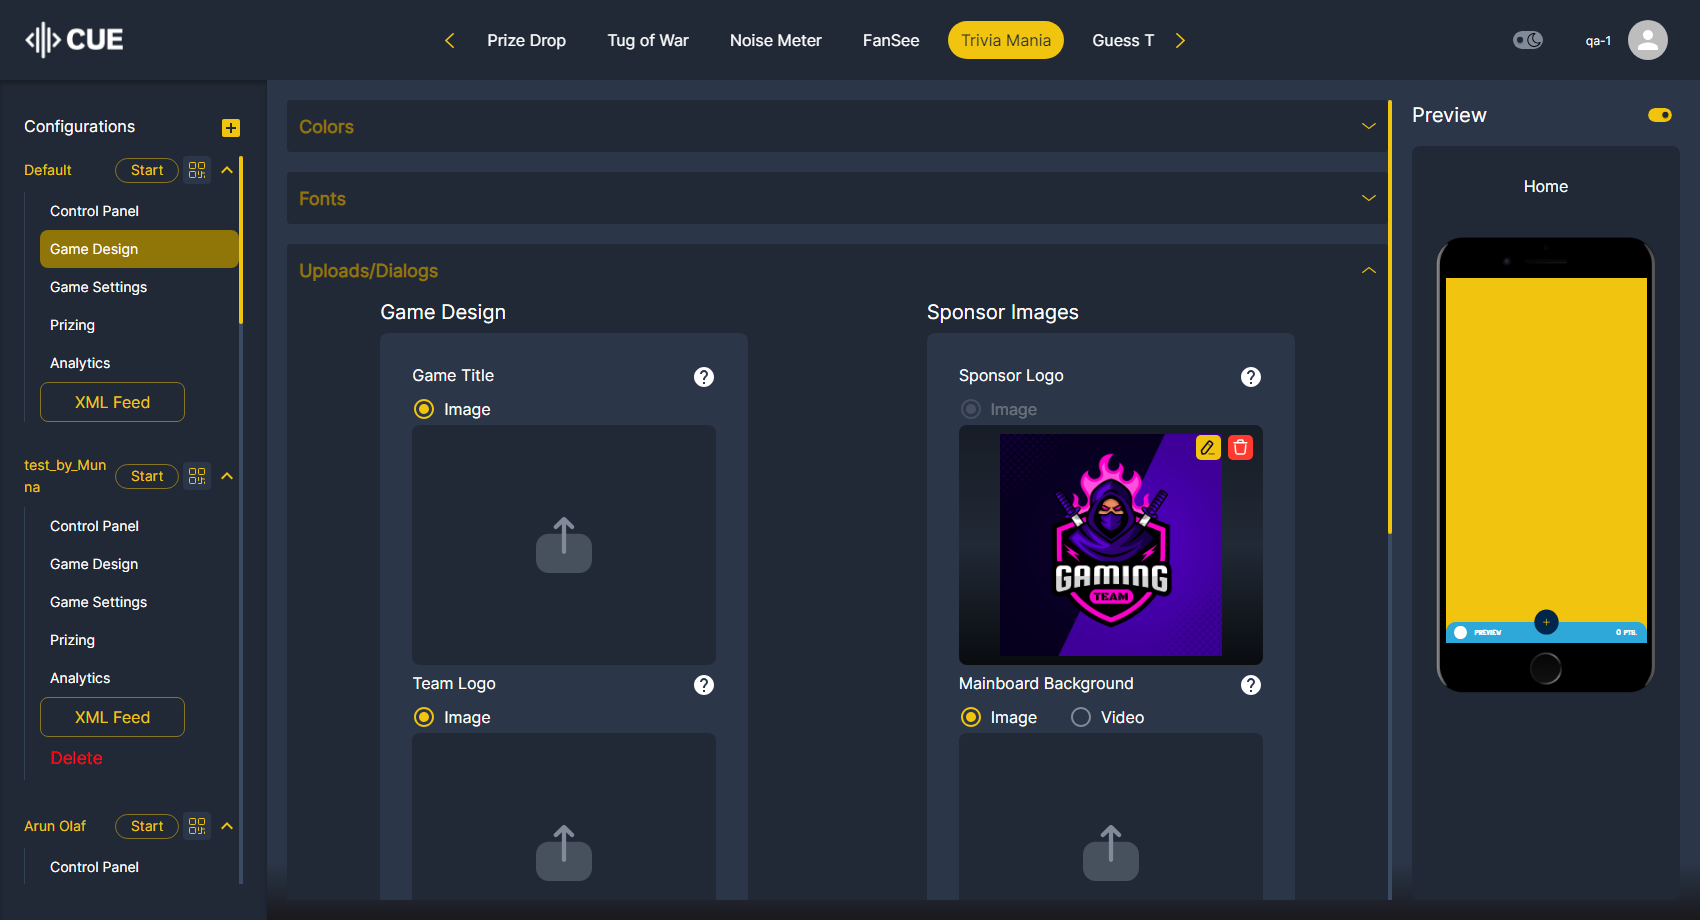 CUE
Prize Drop
Tug of War
Noise Meter
FanSee
Trivia Mania
Guess T
qa-1
Configurations
Default
Start
Control Panel
Game Design
Game Settings
Prizing
Analytics
XML Feed
test_by_Mun
na
Start
Control Panel
Game Design
Game Settings
Prizing
Analytics
XML Feed
Delete
Arun Olaf
Start
Control Panel
Colors
Fonts
Uploads/Dialogs
Game Design
Game Title
Image
Team Logo
Image
Sponsor Images
Sponsor Logo
Image
GAMING
TEAM
Mainboard Background
Image
Video
Preview
Home
PREVIEW
0 PTS.